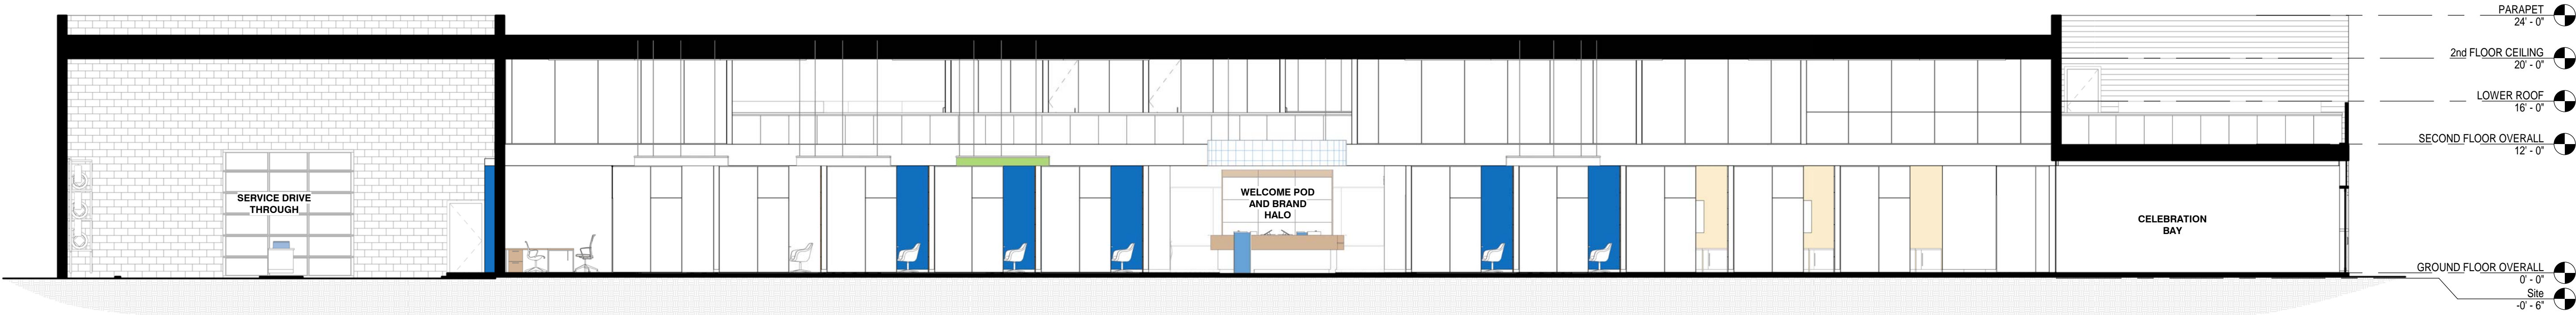 PARAPET
24' - 0"
2nd FLOOR CEILING
20' - 0"
LOWER ROOF
16' - 0"
SECOND FLOOR OVERALL
12' - 0"
SERVICE DRIVE
THROUGH
WELCOME POD
AND BRAND
HALO
CELEBRATION
BAY
GROUND FLOOR OVERALL
0' - 0"
Site
-0' - 6"